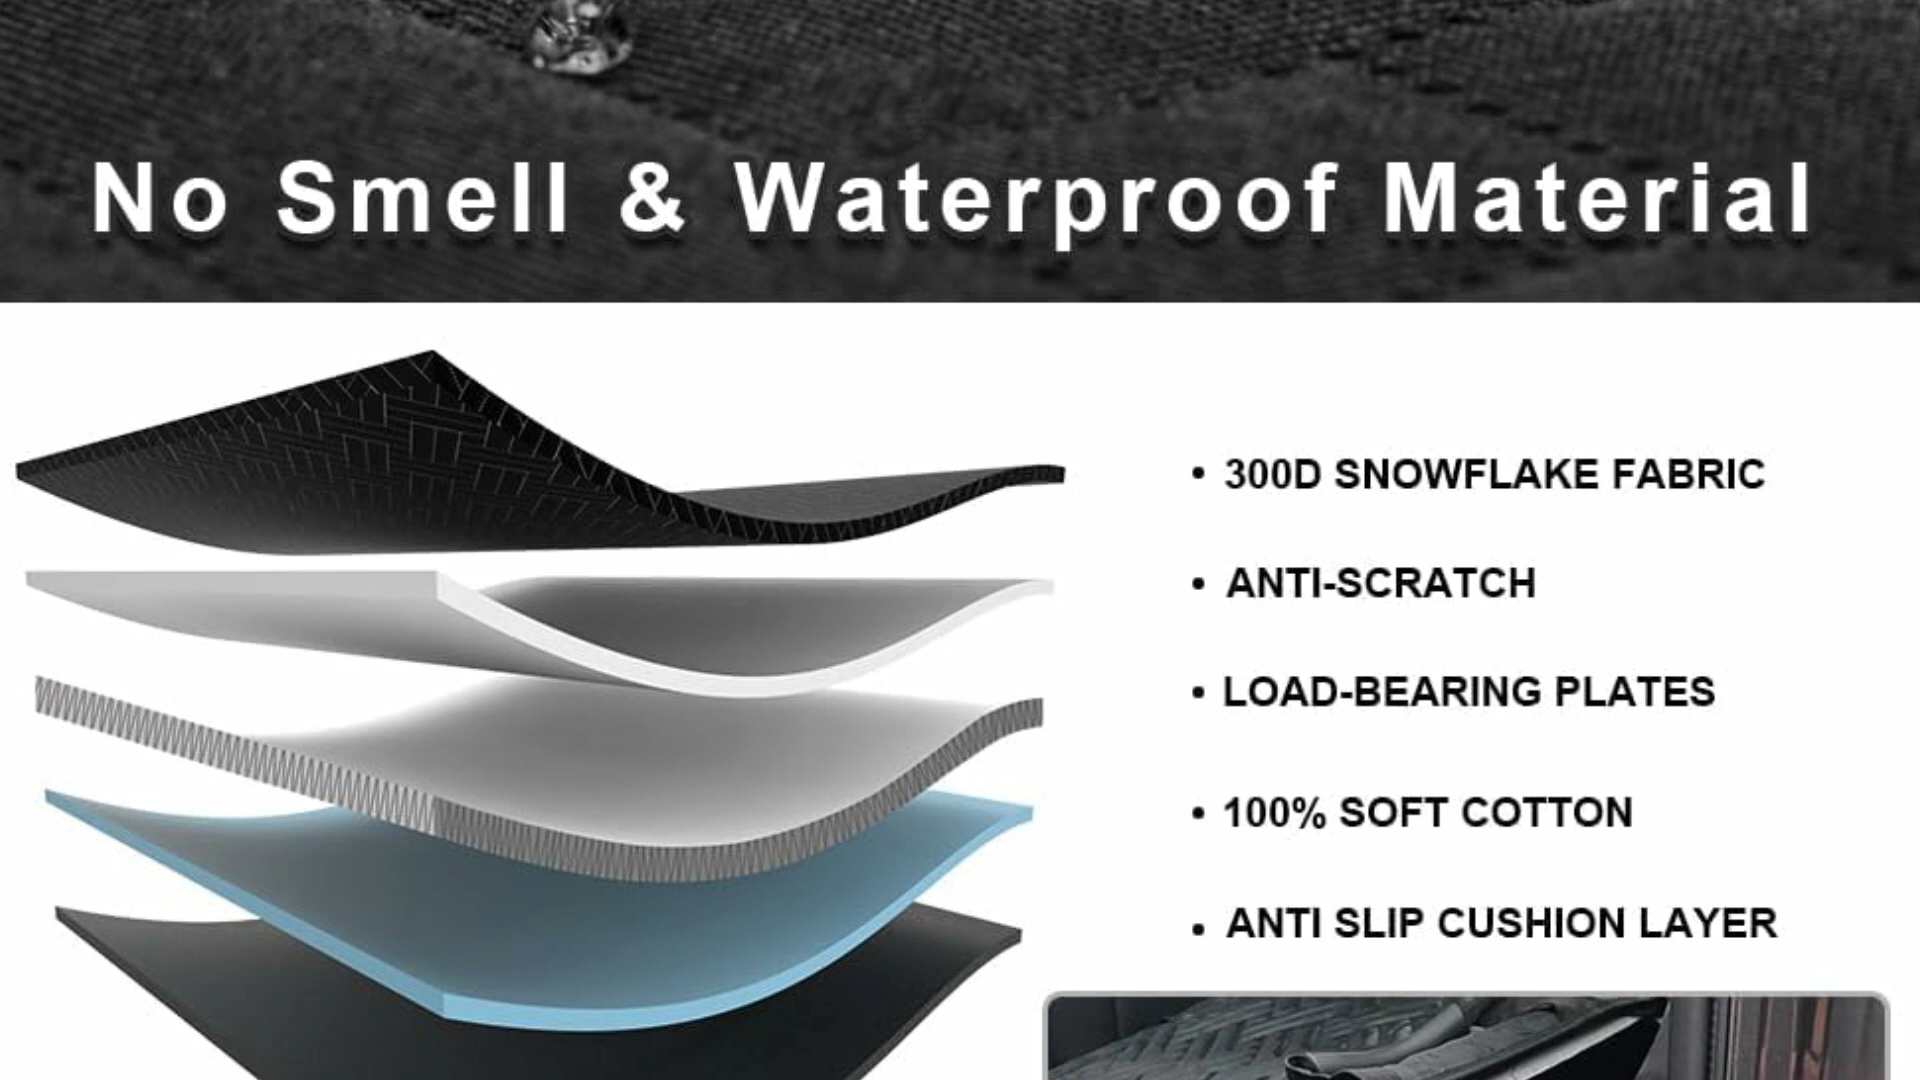 No Smell & Waterproof Material
• 300D SNOWFLAKE FABRIC
• ANTI-SCRATCH
• LOAD-BEARING PLATES
• 100% SOFT COTTON
• ANTI SLIP CUSHION LAYER